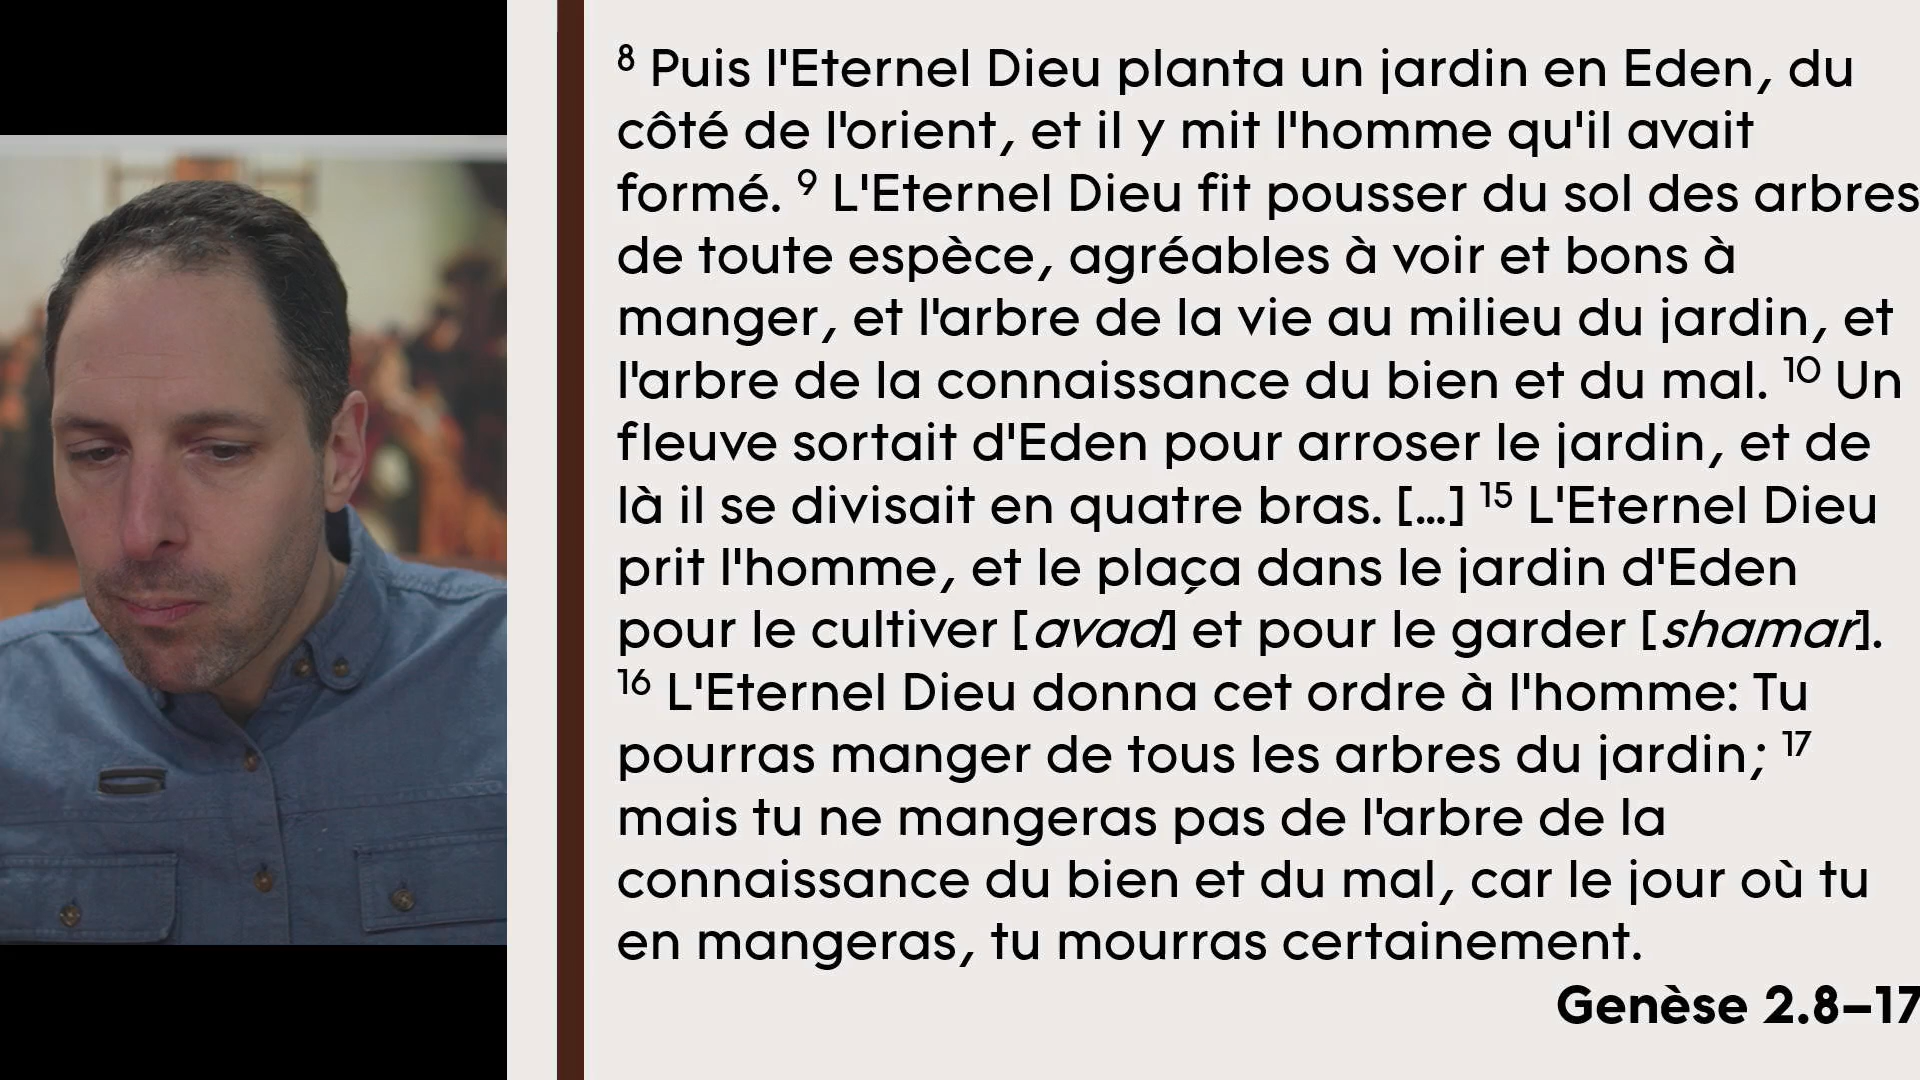 8 Puis l'Eternel Dieu planta un jardin en Eden, du
côté de l'orient, et il y mit l'homme qu'il avait
formé. 9 L'Eternel Dieu fit pousser du sol des arbres
de toute espèce, agréables à voir et bons à
manger, et l'arbre de la vie au milieu du jardin, et
l'arbre de la connaissance du bien et du mal. 10 Un
fleuve sortait d'Eden pour arroser le jardin, et de
là il se divisait en quatre bras. [...] 15 L'Eternel Dieu
prit l'homme, et le plaça dans le jardin d'Eden
pour le cultiver [avad] et pour le garder [shamar].
16 L'Eternel Dieu donna cet ordre à l'homme: Tu
pourras manger de tous les arbres du jardin; 17
mais tu ne mangeras pas de l'arbre de la
connaissance du bien et du mal, car le jour où tu
en mangeras, tu mourras certainement.
Genèse 2.8–17